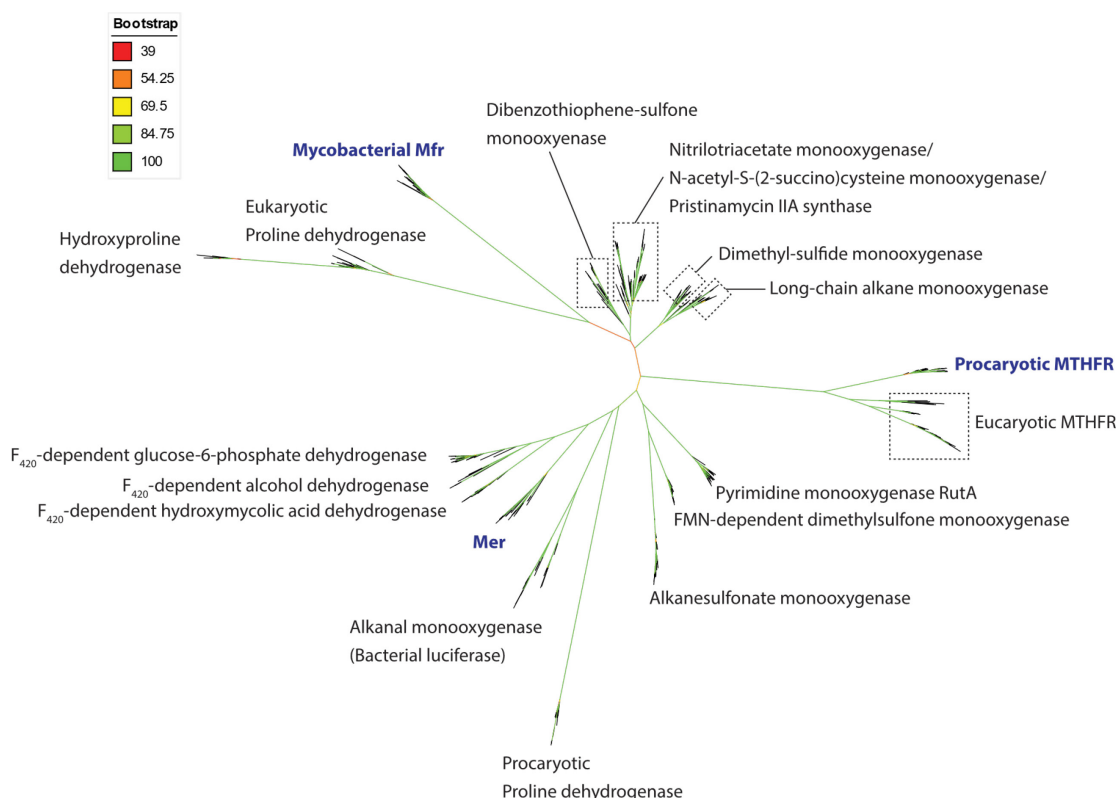 Bootstrap
39
54.25
69.5
84.75
100
Dibenzothiophene-sulfone
monooxyenase
Mycobacterial Mfr
Nitrilotriacetate monooxygenase/
N-acetyl-S-(2-succino)cysteine monooxygenase/
Pristinamycin IIA synthase
Eukaryotic
Proline dehydrogenase
Hydroxyproline
dehydrogenase
Dimethyl-sulfide monooxygenase
Long-chain alkane monooxygenase
Procaryotic MTHFR
Eucaryotic MTHFR
F420-dependent glucose-6-phosphate dehydrogenase
F420-dependent alcohol dehydrogenase
F420-dependent hydroxymycolic acid dehydrogenase
Mer
Pyrimidine monooxygenase RutA
FMN-dependent dimethylsulfone monooxygenase
Alkanesulfonate monooxygenase
Alkanal monooxygenase
(Bacterial luciferase)
Procaryotic
Proline dehydrogenase